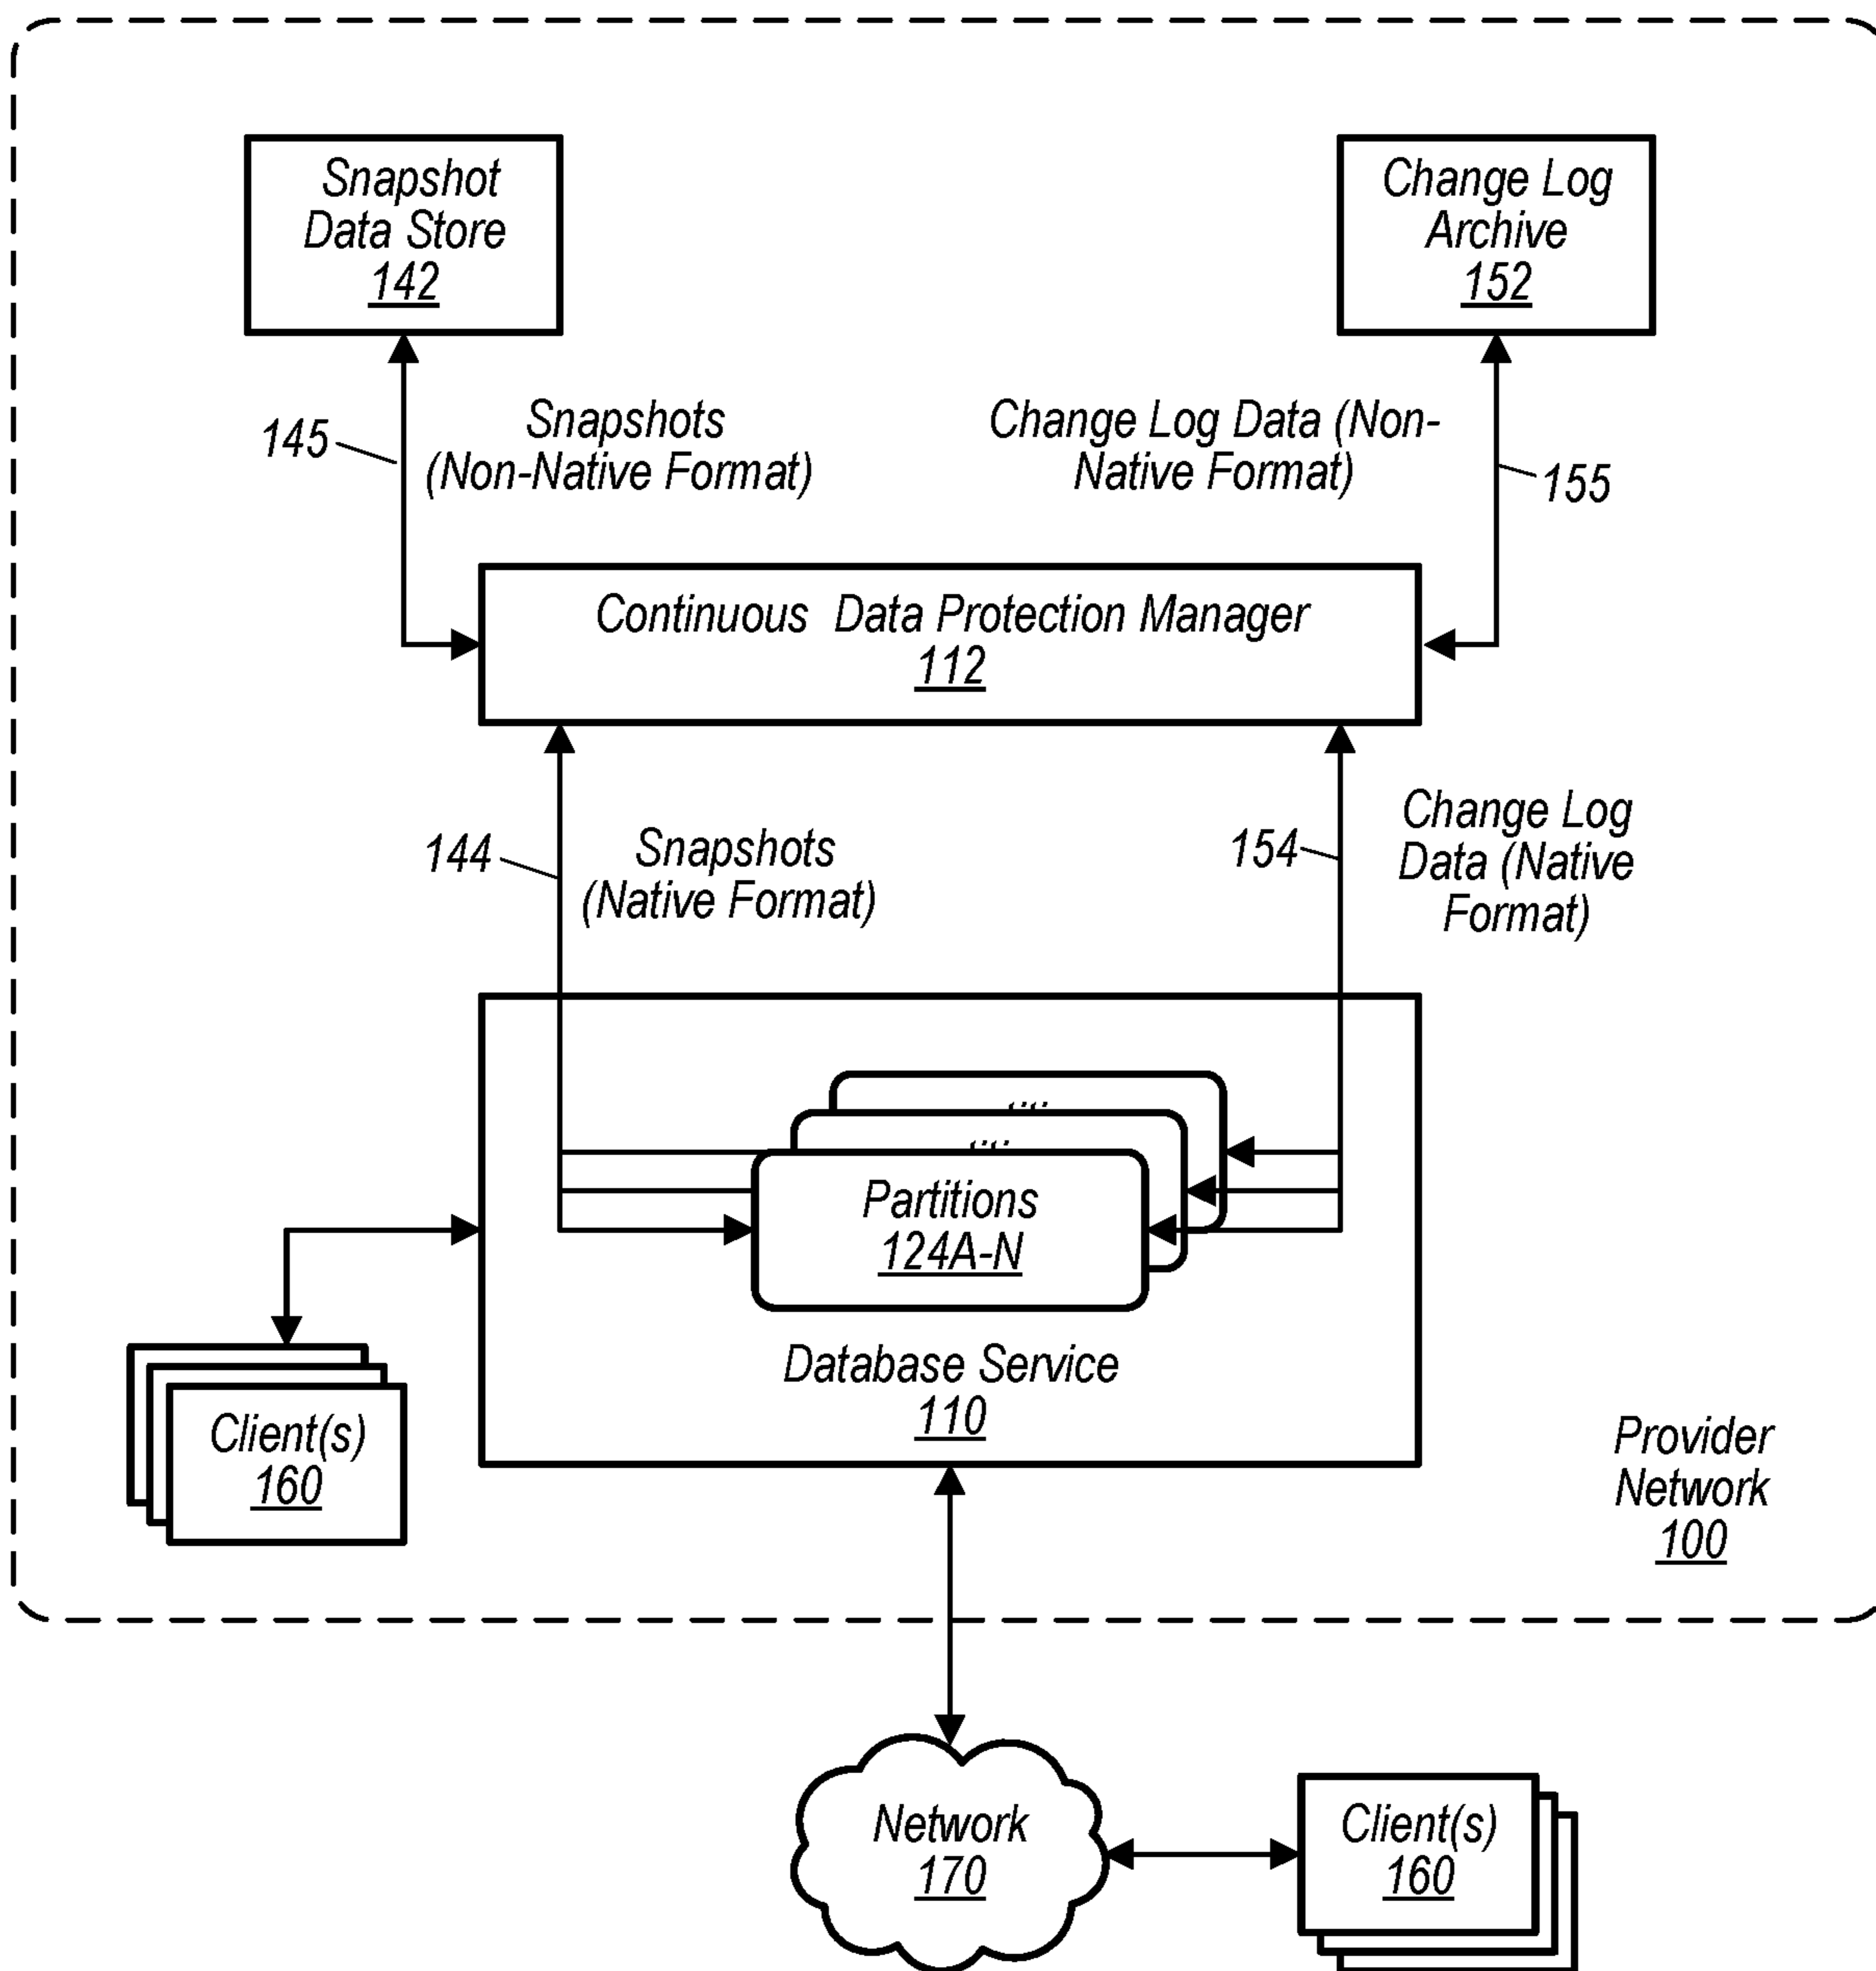 Snapshot
Data Store
142
Change Log
Archive
152
145
Snapshots
(Non-Native Format)
Change Log Data (Non-
Native Format)
155
Continuous Data Protection Manager
112
144
Snapshots
(Native Format)
154
Change Log
Data (Native
Format)
Partitions
124A-N
Database Service
110
Client(s)
160
Provider
Network
100
Network
170
Client(s)
160